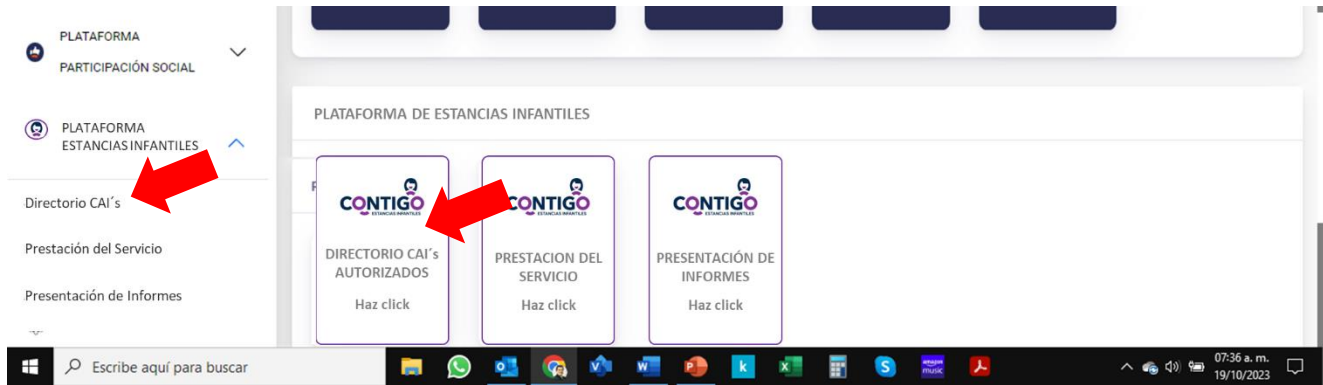 PLATAFORMA
PARTICIPACIÓN SOCIAL
PLATAFORMA
ESTANCIAS INFANTILES
Directorio CAI´s
Prestación del Servicio
Presentación de Informes
PLATAFORMA DE ESTANCIAS INFANTILES
CONTIGO
ESTANCIAS INFANTILES
DIRECTORIO CAI´s
AUTORIZADOS
Haz click
CONTIGO
ESTANCIAS INFANTILES
PRESTACION DEL
SERVICIO
Haz click
CONTIGO
ESTANCIAS INFANTILES
PRESENTACIÓN DE
INFORMES
Haz click
Escribe aquí para buscar
amazon
music
07:36 a. m.
19/10/2023